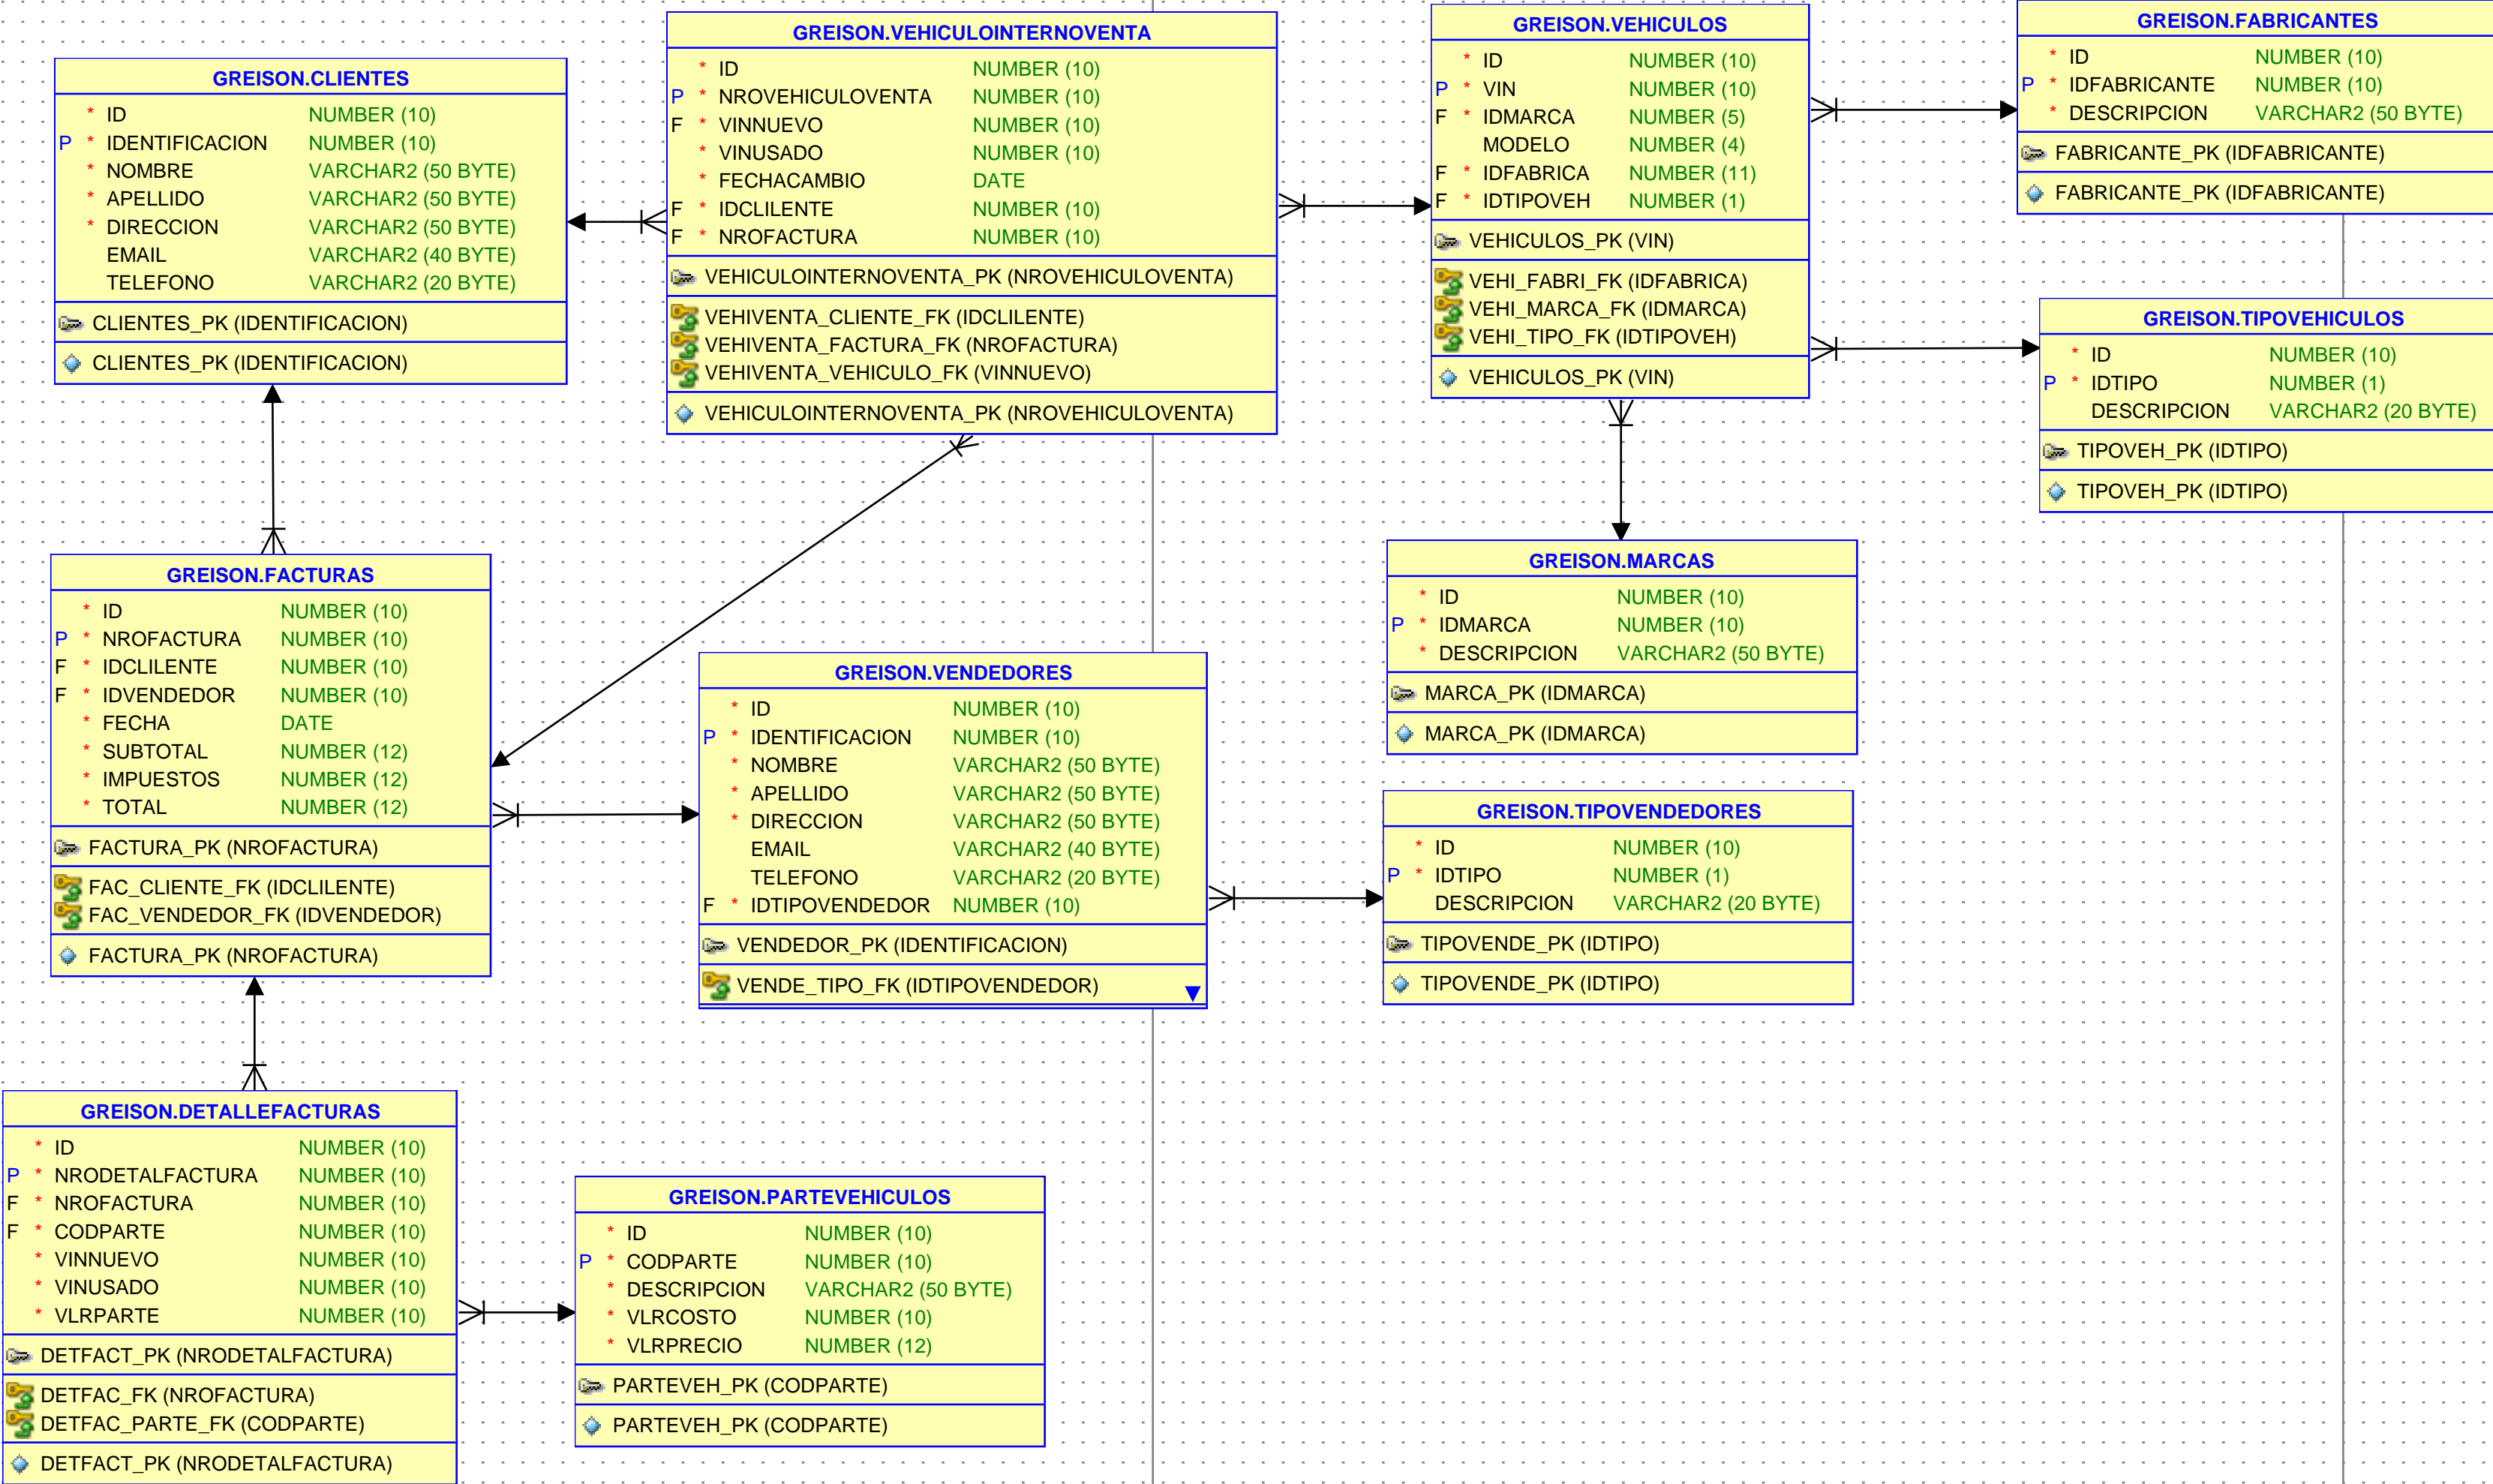 GREISON.CLIENTES
* ID NUMBER (10)
P * IDENTIFICACION NUMBER (10)
* NOMBRE VARCHAR2 (50 BYTE)
* APELLIDO VARCHAR2 (50 BYTE)
* DIRECCION VARCHAR2 (50 BYTE)
EMAIL VARCHAR2 (40 BYTE)
TELEFONO VARCHAR2 (20 BYTE)
CLIENTES_PK (IDENTIFICACION)
CLIENTES_PK (IDENTIFICACION)
GREISON.VEHICULOINTERNOVENTA
* ID NUMBER (10)
P * NROVEHICULOVENTA NUMBER (10)
F * VINNUEVO NUMBER (10)
* VINUSADO NUMBER (10)
* FECHACAMBIO DATE
F * IDCLILENTE NUMBER (10)
F * NROFACTURA NUMBER (10)
VEHICULOINTERNOVENTA_PK (NROVEHICULOVENTA)
VEHIVENTA_CLIENTE_FK (IDCLILENTE)
VEHIVENTA_FACTURA_FK (NROFACTURA)
VEHIVENTA_VEHICULO_FK (VINNUEVO)
VEHICULOINTERNOVENTA_PK (NROVEHICULOVENTA)
GREISON.VEHICULOS
* ID NUMBER (10)
P * VIN NUMBER (10)
F * IDMARCA NUMBER (5)
MODELO NUMBER (4)
F * IDFABRICA NUMBER (11)
F * IDTIPOVEH NUMBER (1)
VEHICULOS_PK (VIN)
VEHI_FABRI_FK (IDFABRICA)
VEHI_MARCA_FK (IDMARCA)
VEHI_TIPO_FK (IDTIPOVEH)
VEHICULOS_PK (VIN)
GREISON.FABRICANTES
* ID NUMBER (10)
P * IDFABRICANTE NUMBER (10)
* DESCRIPCION VARCHAR2 (50 BYTE)
FABRICANTE_PK (IDFABRICANTE)
FABRICANTE_PK (IDFABRICANTE)
GREISON.TIPOVEHICULOS
* ID NUMBER (10)
P * IDTIPO NUMBER (1)
DESCRIPCION VARCHAR2 (20 BYTE)
TIPOVEH_PK (IDTIPO)
TIPOVEH_PK (IDTIPO)
GREISON.FACTURAS
* ID NUMBER (10)
P * NROFACTURA NUMBER (10)
F * IDCLILENTE NUMBER (10)
F * IDVENDEDOR NUMBER (10)
* FECHA DATE
* SUBTOTAL NUMBER (12)
* IMPUESTOS NUMBER (12)
* TOTAL NUMBER (12)
FACTURA_PK (NROFACTURA)
FAC_CLIENTE_FK (IDCLILENTE)
FAC_VENDEDOR_FK (IDVENDEDOR)
FACTURA_PK (NROFACTURA)
GREISON.VENDEDORES
* ID NUMBER (10)
P * IDENTIFICACION NUMBER (10)
* NOMBRE VARCHAR2 (50 BYTE)
* APELLIDO VARCHAR2 (50 BYTE)
* DIRECCION VARCHAR2 (50 BYTE)
EMAIL VARCHAR2 (40 BYTE)
TELEFONO VARCHAR2 (20 BYTE)
F * IDTIPOVENDEDOR NUMBER (10)
VENDEDOR_PK (IDENTIFICACION)
VENDE_TIPO_FK (IDTIPOVENDEDOR)
GREISON.MARCAS
* ID NUMBER (10)
P * IDMARCA NUMBER (10)
* DESCRIPCION VARCHAR2 (50 BYTE)
MARCA_PK (IDMARCA)
MARCA_PK (IDMARCA)
GREISON.TIPOVENDEDORES
* ID NUMBER (10)
P * IDTIPO NUMBER (1)
DESCRIPCION VARCHAR2 (20 BYTE)
TIPOVENDE_PK (IDTIPO)
TIPOVENDE_PK (IDTIPO)
GREISON.DETALLEFACTURAS
* ID NUMBER (10)
P * NRODETALFACTURA NUMBER (10)
F * NROFACTURA NUMBER (10)
F * CODPARTE NUMBER (10)
* VINNUEVO NUMBER (10)
* VINUSADO NUMBER (10)
* VLRPARTE NUMBER (10)
DETFACT_PK (NRODETALFACTURA)
DETFAC_FK (NROFACTURA)
DETFAC_PARTE_FK (CODPARTE)
DETFACT_PK (NRODETALFACTURA)
GREISON.PARTEVEHICULOS
* ID NUMBER (10)
P * CODPARTE NUMBER (10)
* DESCRIPCION VARCHAR2 (50 BYTE)
* VLRCOSTO NUMBER (10)
* VLRPRECIO NUMBER (12)
PARTEVEH_PK (CODPARTE)
PARTEVEH_PK (CODPARTE)